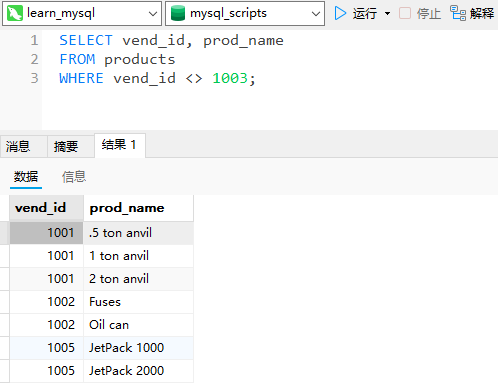 learn_mysql mysql_scripts 运行 停止 解释
1 SELECT vend_id, prod_name
2 FROM products
3 WHERE vend_id <> 1003;
消息 摘要 结果 1
数据 信息
vend_id prod_name
1001 .5 ton anvil
1001 1 ton anvil
1001 2 ton anvil
1002 Fuses
1002 Oil can
1005 JetPack 1000
1005 JetPack 2000